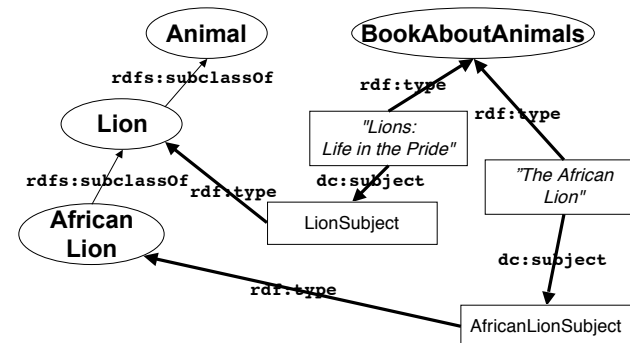 Animal
BookAboutAnimals
rdfs:subclassOf
rdf:type
Lion
"Lions:
Life in the Pride"
rdf:type
rdfs:subclassOf
rdf:type
dc:subject
"The African
Lion"
African
Lion
LionSubject
dc:subject
rdf:type
AfricanLionSubject